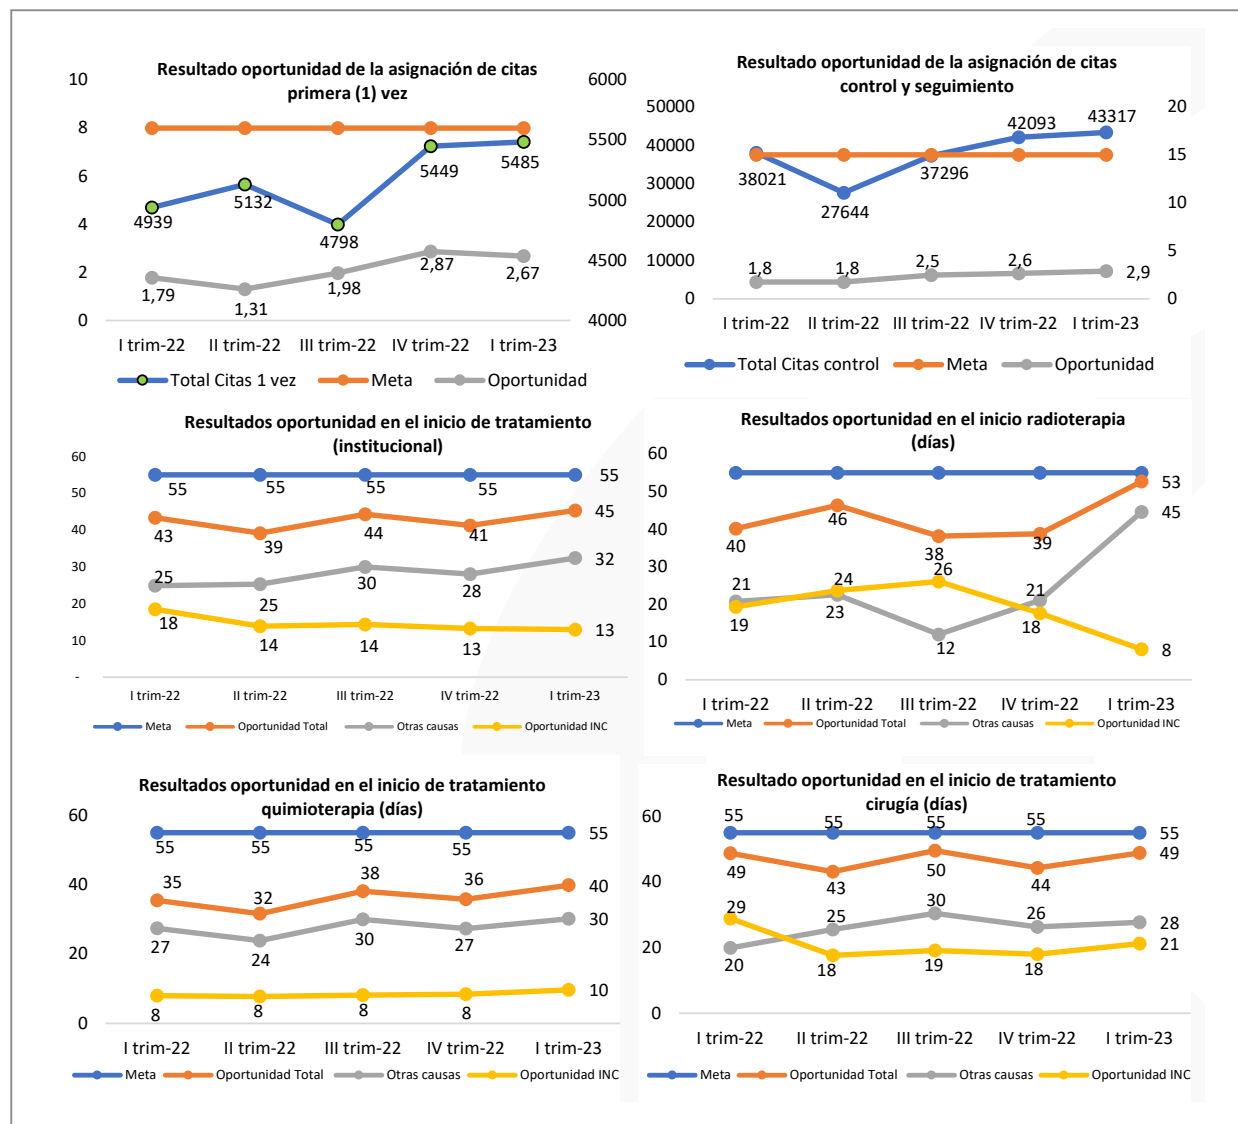 Resultado oportunidad de la asignación de citas
primera (1) vez
10
8
6
4
2
0
6000
5500
5000
4500
4000
4939
5132
4798
5449
5485
1,79
1,31
1,98
2,87
2,67
I trim-22
II trim-22
III trim-22
IV trim-22
I trim-23
Total Citas 1 vez
Meta
Oportunidad
Resultado oportunidad de la asignación de citas
control y seguimiento
50000
40000
30000
20000
10000
0
20
15
10
5
0
38021
27644
37296
42093
43317
1,8
1,8
2,5
2,6
2,9
I trim-22
II trim-22
III trim-22
IV trim-22
I trim-23
Total Citas control
Meta
Oportunidad
Resultados oportunidad en el inicio de tratamiento
(institucional)
60
50
40
30
20
10
-
55
55
55
55
55
43
39
44
41
45
25
25
30
28
32
18
14
14
13
13
I trim-22
II trim-22
III trim-22
IV trim-22
I trim-23
Meta
Oportunidad Total
Otras causas
Oportunidad INC
Resultados oportunidad en el inicio radioterapia
(días)
60
50
40
30
20
10
0
40
46
38
39
53
21
23
12
21
45
19
24
26
18
8
I trim-22
II trim-22
III trim-22
IV trim-22
I trim-23
Meta
Oportunidad Total
Otras causas
Oportunidad INC
Resultados oportunidad en el inicio de tratamiento
quimioterapia (días)
60
40
20
0
55
55
55
55
55
35
32
38
36
40
27
24
30
27
30
8
8
8
8
10
I trim-22
II trim-22
III trim-22
IV trim-22
I trim-23
Meta
Oportunidad Total
Otras causas
Oportunidad INC
Resultado oportunidad en el inicio de tratamiento
cirugía (días)
60
40
20
0
55
55
55
55
55
49
43
50
44
49
20
25
30
26
28
29
18
19
18
21
I trim-22
II trim-22
III trim-22
IV trim-22
I trim-23
Meta
Oportunidad Total
Otras causas
Oportunidad INC